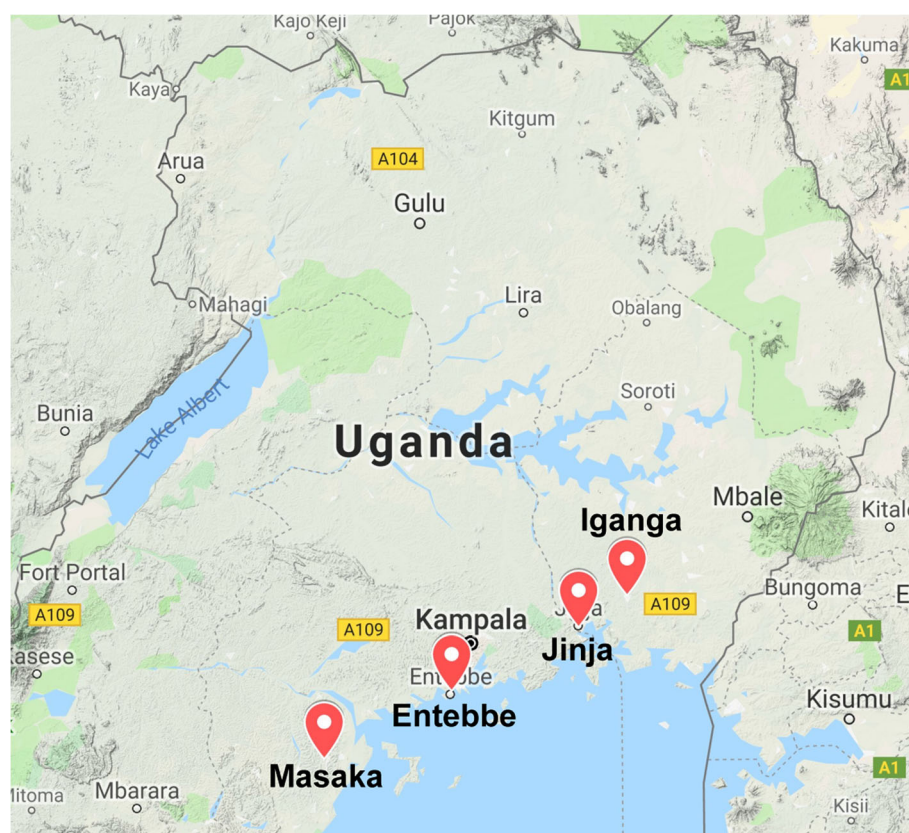 Kajo Keji
Pajok
Kakuma
Kaya
A1
Kitgum
Arua
A104
Gulu
Mahagi
Lira
Obalang
Lake Albert
Soroti
Bunia
Uganda
Mbale
Iganga
Kitale
Fort Portal
Bungoma
A109
A109
A109
Kampala
Jinja
A1
Kasese
Entebbe
Entebbe
Kisumu
Masaka
A1
Mitoma
Mbarara
Kisii